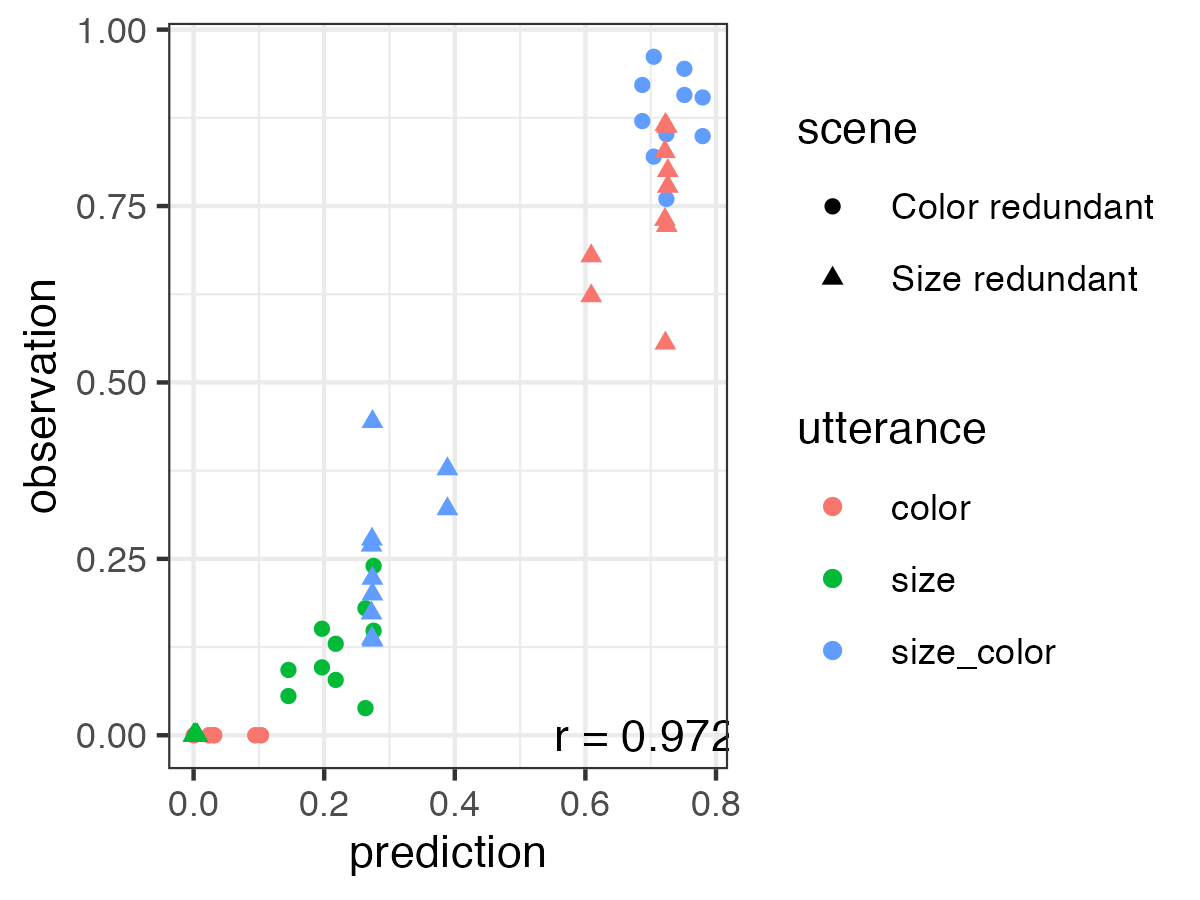 1.00
0.75
0.50
0.25
0.00
observation
r = 0.972
0.0 0.2 0.4 0.6 0.8
prediction
scene
Color redundant
Size redundant
utterance
color
size
size_color